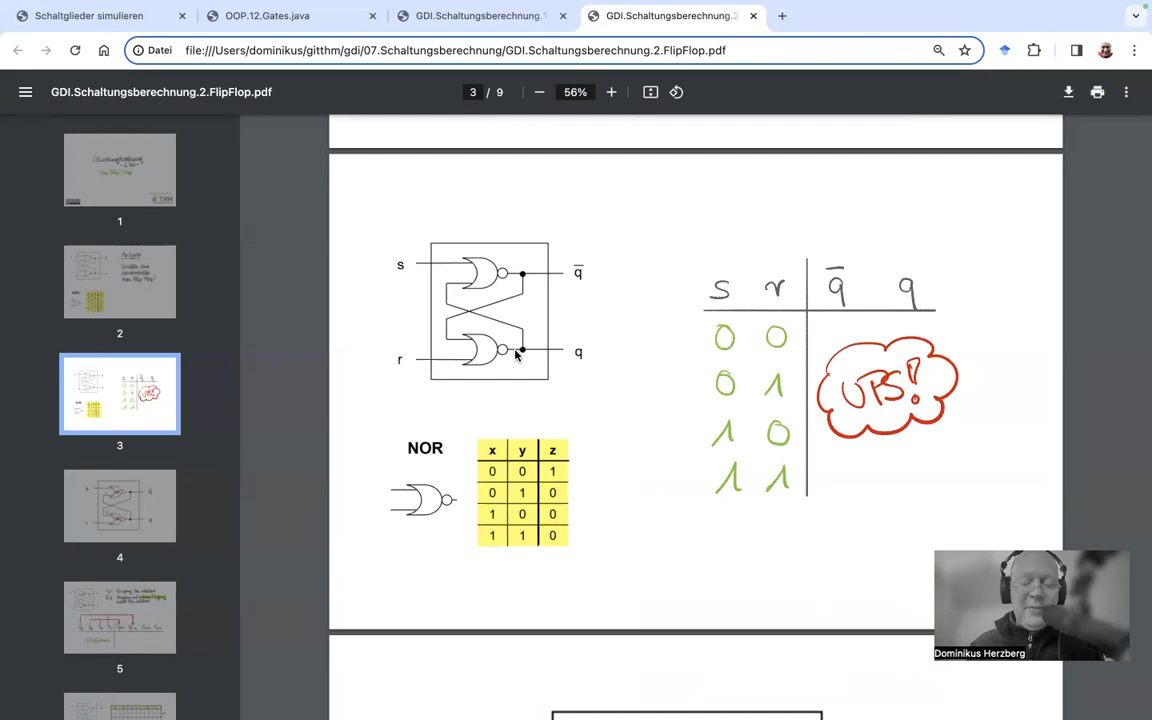 Schaltglieder simulieren
OOP.12.Gates.java
GDI.Schaltungsberechnung.1
GDI.Schaltungsberechnung.2
Datei
file:///Users/dominikus/gitthm/gdi/07.Schaltungsberechnung/GDI.Schaltungsberechnung.2.FlipFlop.pdf
GDI.Schaltungsberechnung.2.FlipFlop.pdf
3 / 9
56%
1
2
3
4
5
s
q̅
r
q
NOR
x y z
0 0 1
0 1 0
1 0 0
1 1 0
s r q̅ q
0 0
0 1
1 0
1 1
UPS!
Dominikus Herzberg